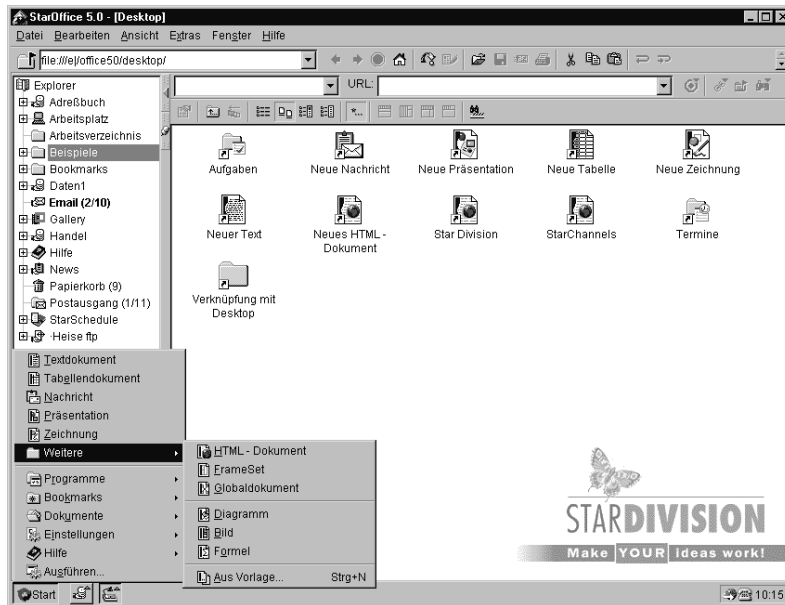 StarOffice 5.0 - [Desktop]
Datei Bearbeiten Ansicht Extras Fenster Hilfe
file:///e|/office50/desktop/
Explorer
URL:
Adreßbuch
Arbeitsplatz
Arbeitsverzeichnis
Beispiele
Bookmarks
Daten1
Email (2/10)
Gallery
Handel
Hilfe
News
Papierkorb (9)
Postausgang (1/11)
StarSchedule
·Heise ftp
Aufgaben
Neue Nachricht
Neue Präsentation
Neue Tabelle
Neue Zeichnung
Neuer Text
Neues HTML -
Dokument
Star Division
StarChannels
Termine
Verknüpfung mit
Desktop
Textdokument
Tabellendokument
Nachricht
Präsentation
Zeichnung
Weitere
Programme
Bookmarks
Dokumente
Einstellungen
Hilfe
Ausführen...
HTML - Dokument
FrameSet
Globaldokument
Diagramm
Bild
Formel
Aus Vorlage... Strg+N
STARDIVISION
Make YOUR ideas work!
Start
10:15